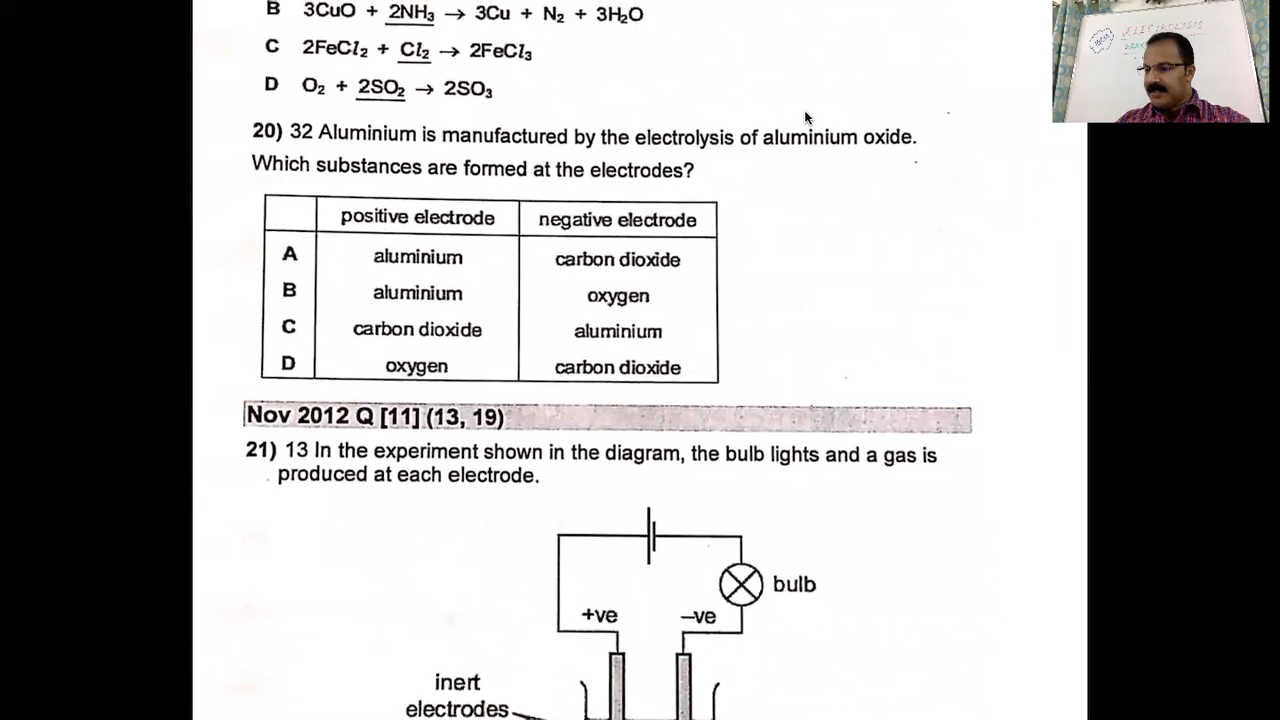 B 3CuO + 2NH₃ → 3Cu + N₂ + 3H₂O
C 2FeCl₂ + Cl₂ → 2FeCl₃
D O₂ + 2SO₂ → 2SO₃
20) 32 Aluminium is manufactured by the electrolysis of aluminium oxide.
Which substances are formed at the electrodes?
positive electrode negative electrode
A aluminium carbon dioxide
B aluminium oxygen
C carbon dioxide aluminium
D oxygen carbon dioxide
Nov 2012 Q [11] (13, 19)
21) 13 In the experiment shown in the diagram, the bulb lights and a gas is
produced at each electrode.
bulb
+ve –ve
inert
electrodes
ELECTROLYSIS